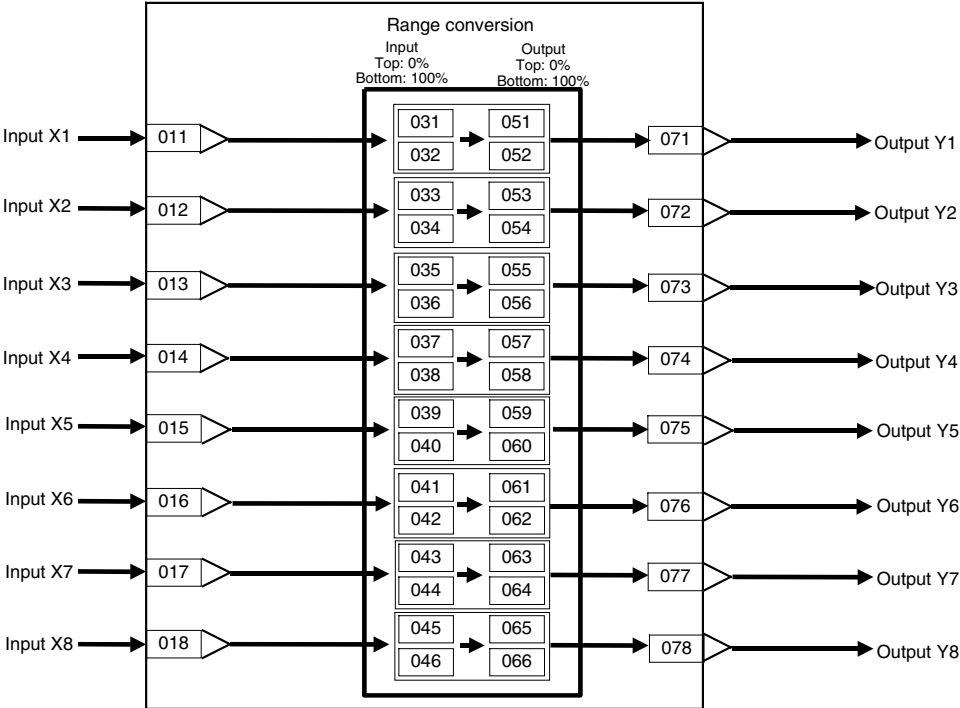 Range conversion
Input
Top: 0%
Bottom: 100%
Output
Top: 0%
Bottom: 100%
Input X1
011
031
032
051
052
071
Output Y1
Input X2
012
033
034
053
054
072
Output Y2
Input X3
013
035
036
055
056
073
Output Y3
Input X4
014
037
038
057
058
074
Output Y4
Input X5
015
039
040
059
060
075
Output Y5
Input X6
016
041
042
061
062
076
Output Y6
Input X7
017
043
044
063
064
077
Output Y7
Input X8
018
045
046
065
066
078
Output Y8